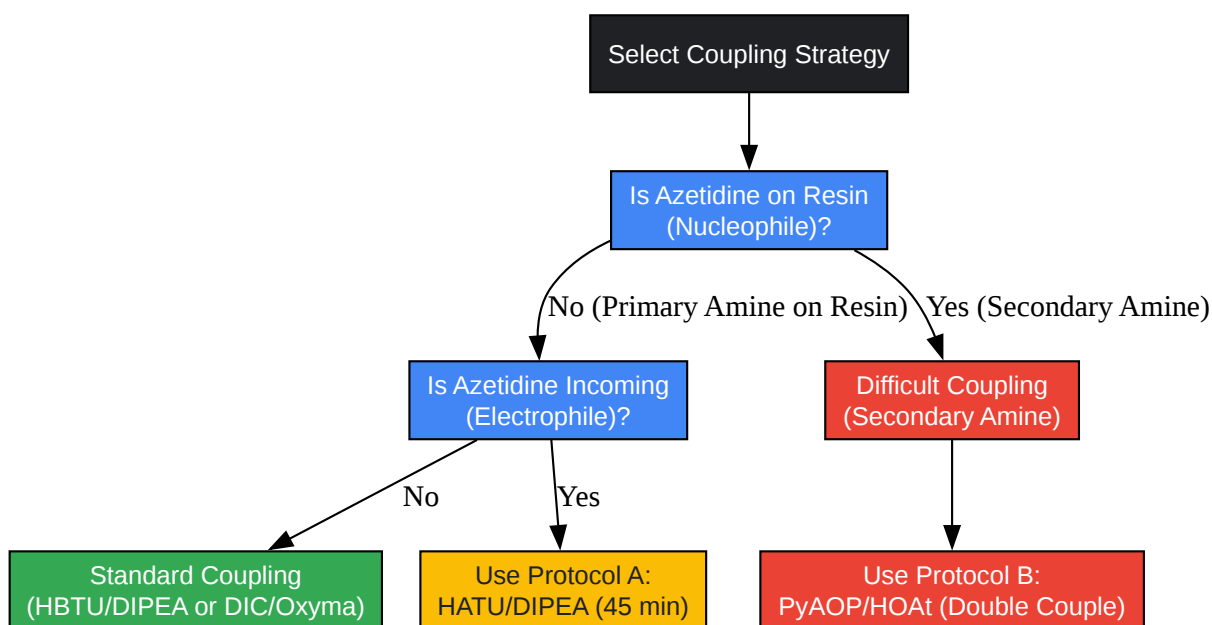 Select Coupling Strategy
Is Azetidine on Resin
(Nucleophile)?
No (Primary Amine on Resin)
Yes (Secondary Amine)
Is Azetidine Incoming
(Electrophile)?
Difficult Coupling
(Secondary Amine)
No
Yes
Standard Coupling
(HBTU/DIPEA or DIC/Oxyma)
Use Protocol A:
HATU/DIPEA (45 min)
Use Protocol B:
PyAOP/HOAt (Double Couple)